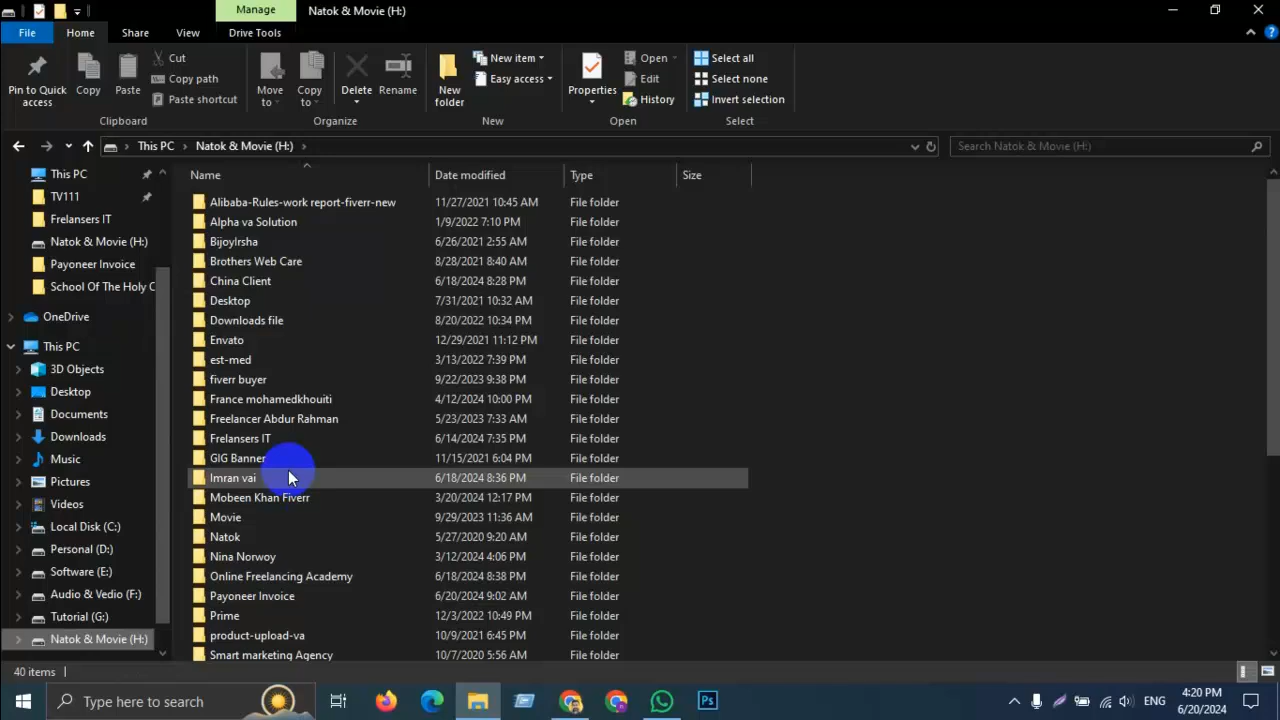 Manage
Natok & Movie (H:)
File
Home
Share
View
Drive Tools
Pin to Quick access
Copy
Paste
Cut
Copy path
Paste shortcut
Move to
Copy to
Delete
Rename
New folder
New item
Easy access
Properties
Open
Edit
History
Select all
Select none
Invert selection
Clipboard
Organize
New
Open
Select
This PC
Natok & Movie (H:)
Search Natok & Movie (H:)
Name
Date modified
Type
Size
This PC
TV111
Frelansers IT
Natok & Movie (H:)
Payoneer Invoice
School Of The Holy C
OneDrive
This PC
3D Objects
Desktop
Documents
Downloads
Music
Pictures
Videos
Local Disk (C:)
Personal (D:)
Software (E:)
Audio & Vedio (F:)
Tutorial (G:)
Natok & Movie (H:)
Alibaba-Rules-work report-fiverr-new 11/27/2021 10:45 AM File folder
Alpha va Solution 1/9/2022 7:10 PM File folder
Bijoylrsha 6/26/2021 2:55 AM File folder
Brothers Web Care 8/28/2021 8:40 AM File folder
China Client 6/18/2024 8:28 PM File folder
Desktop 7/31/2021 10:32 AM File folder
Downloads file 8/20/2022 10:34 PM File folder
Envato 12/29/2021 11:12 PM File folder
est-med 3/13/2022 7:39 PM File folder
fiverr buyer 9/22/2023 9:38 PM File folder
France mohamedkhouiti 4/12/2024 10:00 PM File folder
Freelancer Abdur Rahman 5/23/2023 7:33 AM File folder
Frelansers IT 6/14/2024 7:35 PM File folder
GIG Banner 11/15/2021 6:04 PM File folder
Imran vai 6/18/2024 8:36 PM File folder
Mobeen Khan Fiverr 3/20/2024 12:17 PM File folder
Movie 9/29/2023 11:36 AM File folder
Natok 5/27/2020 9:20 AM File folder
Nina Norwoy 3/12/2024 4:06 PM File folder
Online Freelancing Academy 6/18/2024 8:38 PM File folder
Payoneer Invoice 6/20/2024 9:02 AM File folder
Prime 12/3/2022 10:49 PM File folder
product-upload-va 10/9/2021 6:45 PM File folder
Smart marketing Agency 10/7/2020 5:56 AM File folder
40 items
Type here to search
Ps
ENG
4:20 PM
6/20/2024